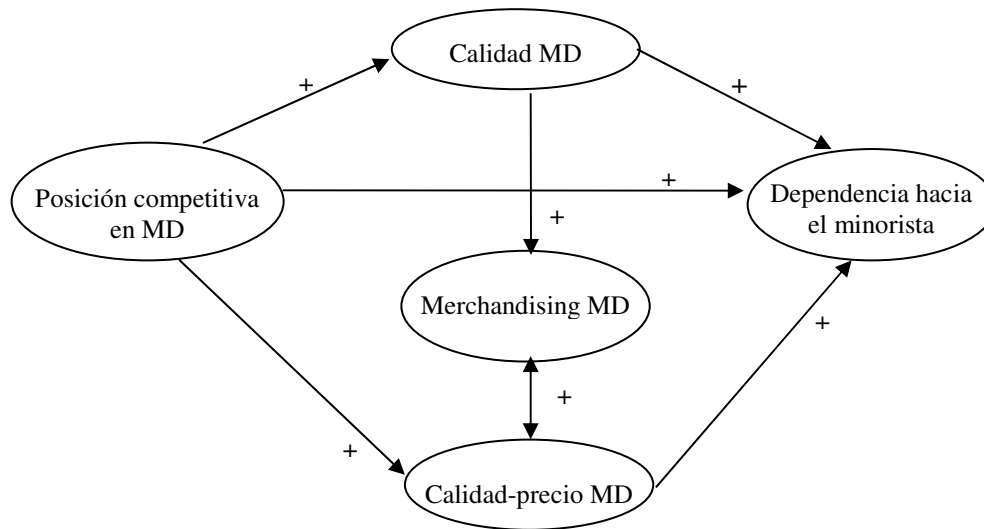 Calidad MD
+
+
Posición competitiva
en MD
+
Dependencia hacia
el minorista
+
Merchandising MD
+
+
+
Calidad-precio MD